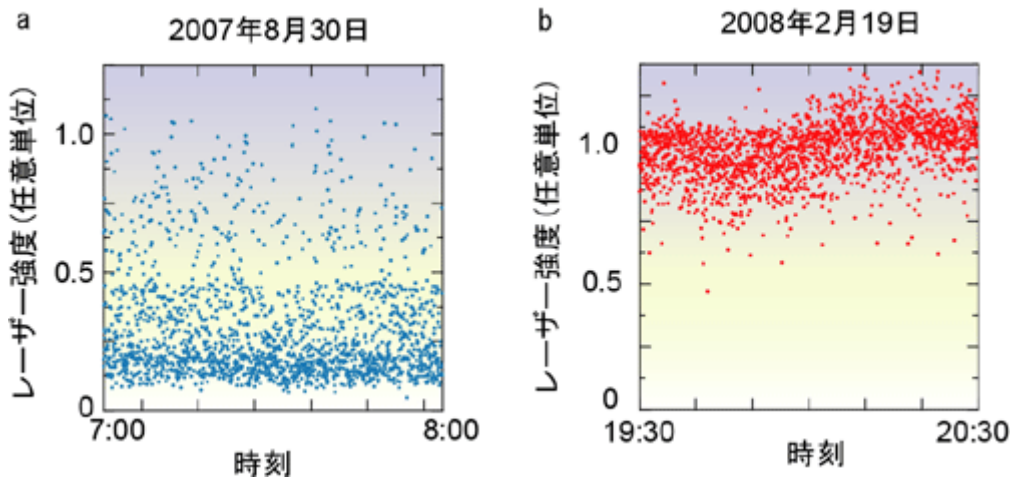 a
2007年8月30日
レーザー強度(任意単位)
1.0
0.5
0
7:00
8:00
時刻
b
2008年2月19日
レーザー強度(任意単位)
1.0
0.5
0
19:30
20:30
時刻